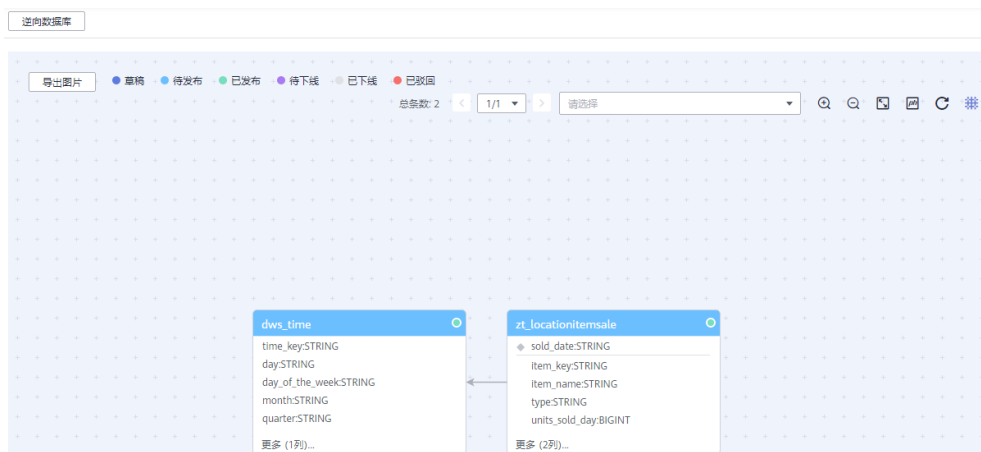 逆向数据库
导出图片 草稿 待发布 已发布 待下线 已下线 已驳回
总条数: 2 1/1 请选择
dws_time
time_key:STRING
day:STRING
day_of_the_week:STRING
month:STRING
quarter:STRING
更多 (1列)...
zt_locationitemsale
sold_date:STRING
item_key:STRING
item_name:STRING
type:STRING
units_sold_day:BIGINT
更多 (2列)...